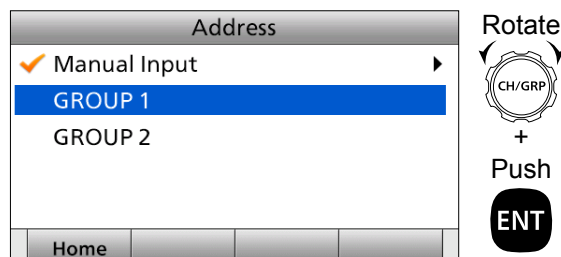 Address
Manual Input
GROUP 1
GROUP 2
Home
Rotate
CH/GRP
+
Push
ENT